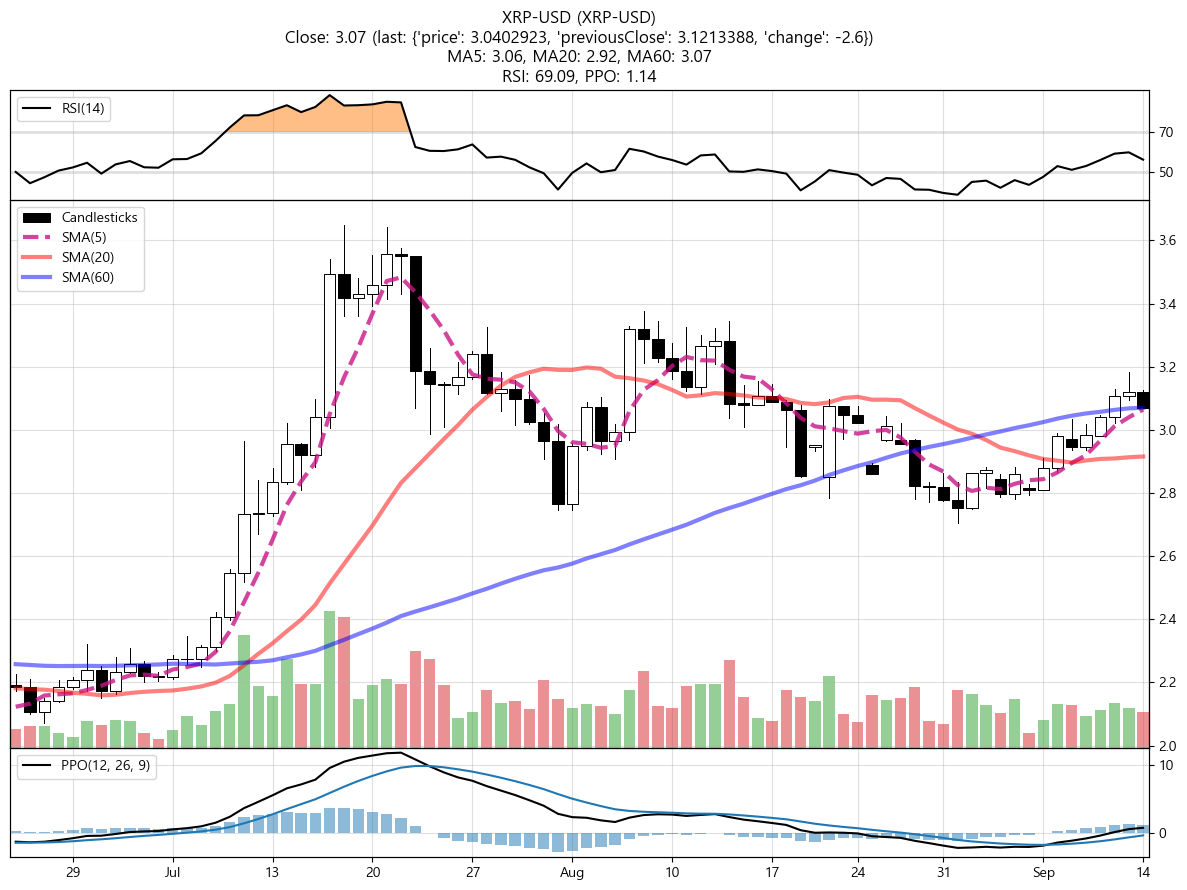 XRP-USD (XRP-USD)
Close: 3.07 (last: {'price': 3.0402923, 'previousClose': 3.1213388, 'change': -2.6})
MA5: 3.06, MA20: 2.92, MA60: 3.07
RSI: 69.09, PPO: 1.14
RSI(14)
70
50
Candlesticks
SMA(5)
SMA(20)
SMA(60)
3.6
3.4
3.2
3.0
2.8
2.6
2.4
2.2
2.0
PPO(12, 26, 9)
10
0
29 Jul 13 20 27 Aug 10 17 24 31 Sep 14